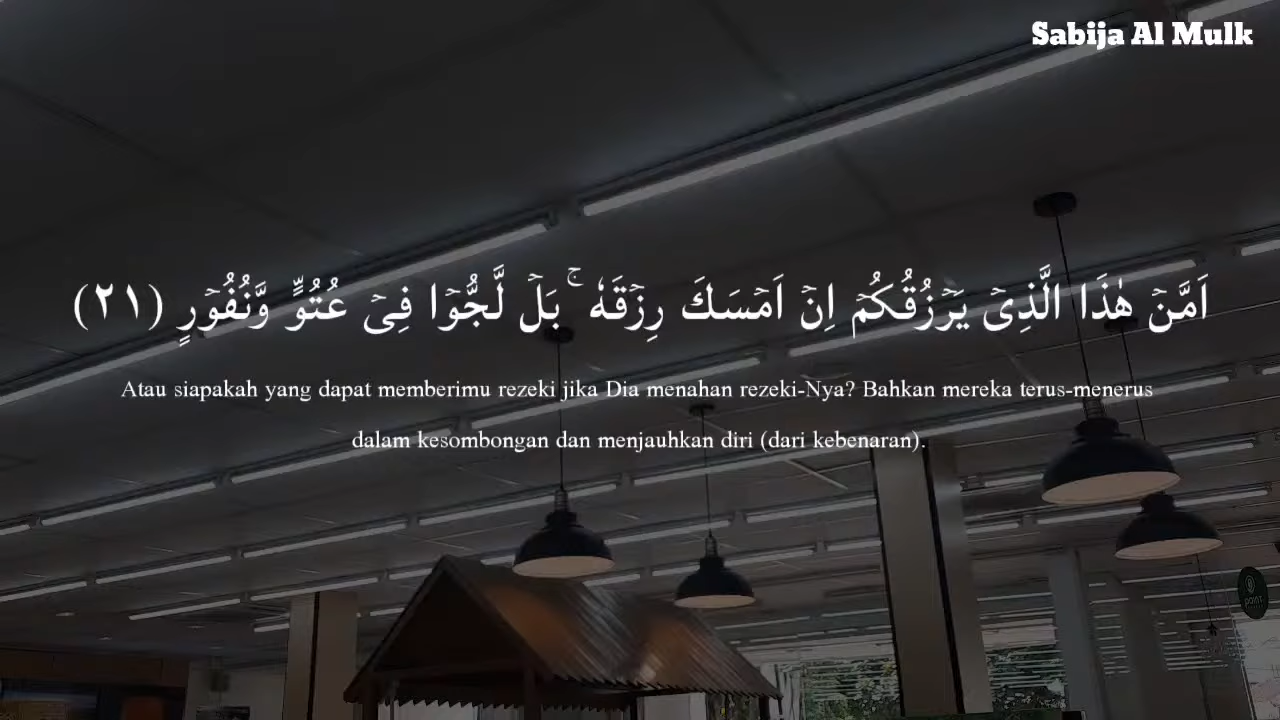 Sabija Al Mulk
اَمَّنۡ هٰذَا الَّذِىۡ يَرۡزُقُكُمۡ اِنۡ اَمۡسَكَ رِزۡقَهٗ ۚ بَلۡ لَّجُّوۡا فِىۡ عُتُوٍّ وَّنُفُوۡرٍ (٢١)
Atau siapakah yang dapat memberimu rezeki jika Dia menahan rezeki-Nya? Bahkan mereka terus-menerus
dalam kesombongan dan menjauhkan diri (dari kebenaran).